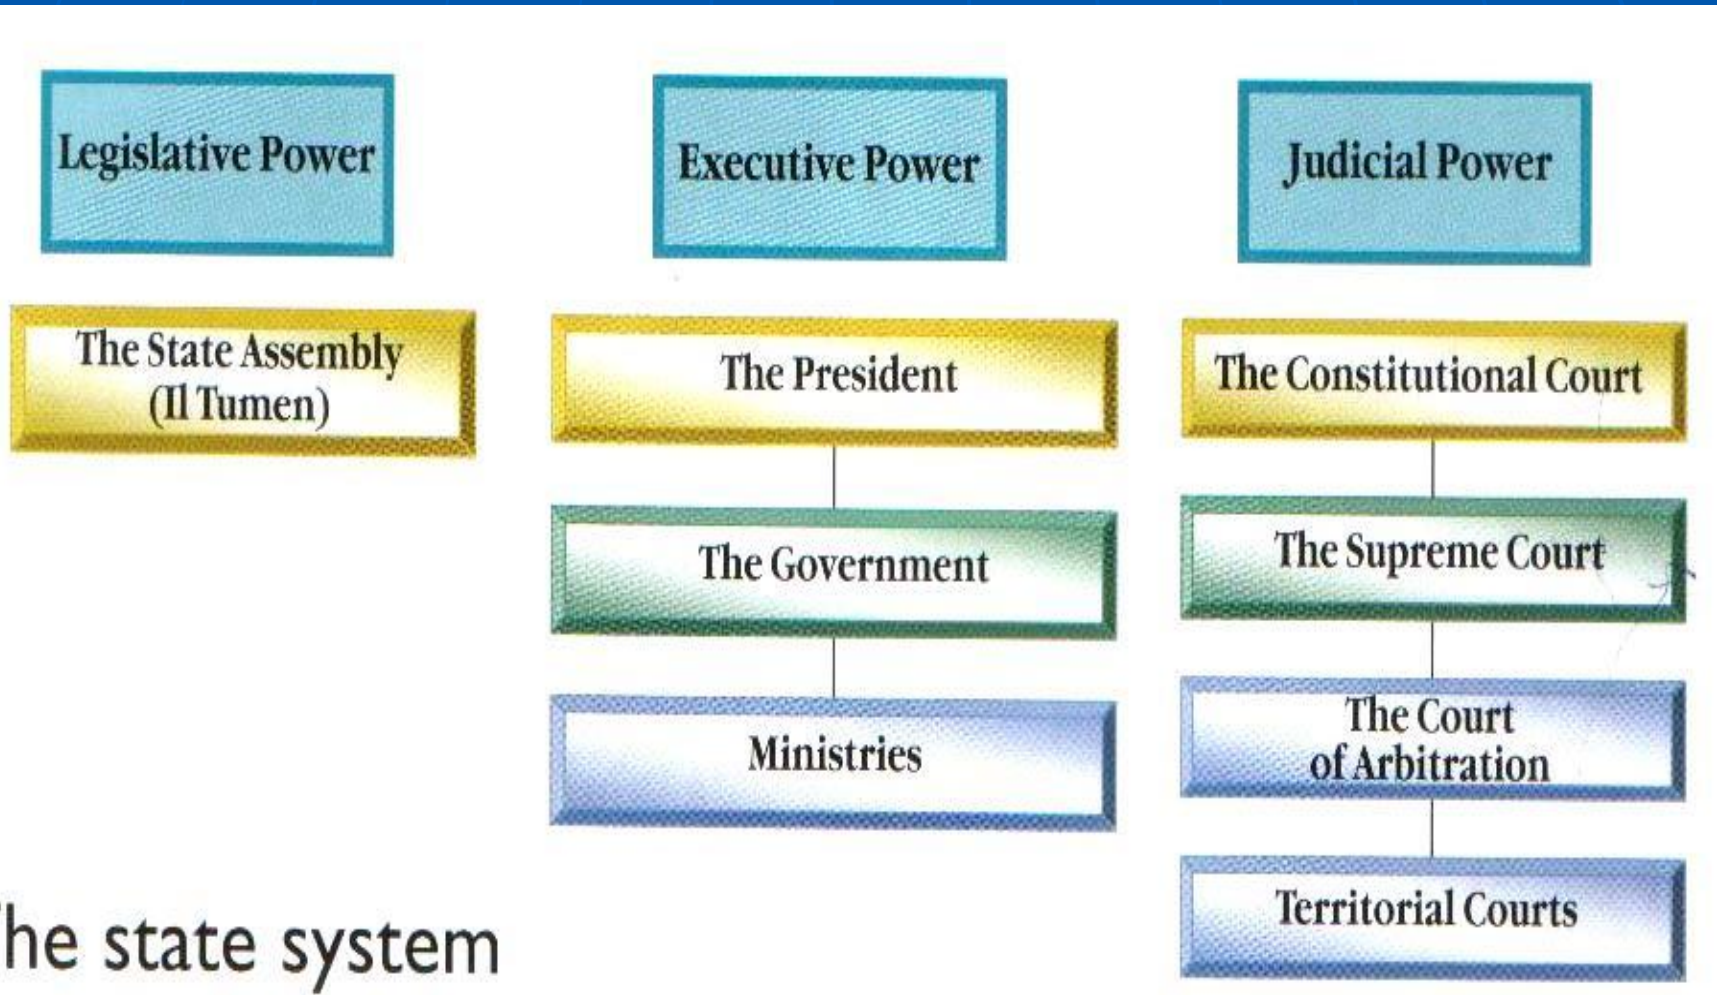 Legislative Power
Executive Power
Judicial Power
The State Assembly
(Il Tumen)
The President
The Constitutional Court
The Government
The Supreme Court
Ministries
The Court
of Arbitration
Territorial Courts
The state system